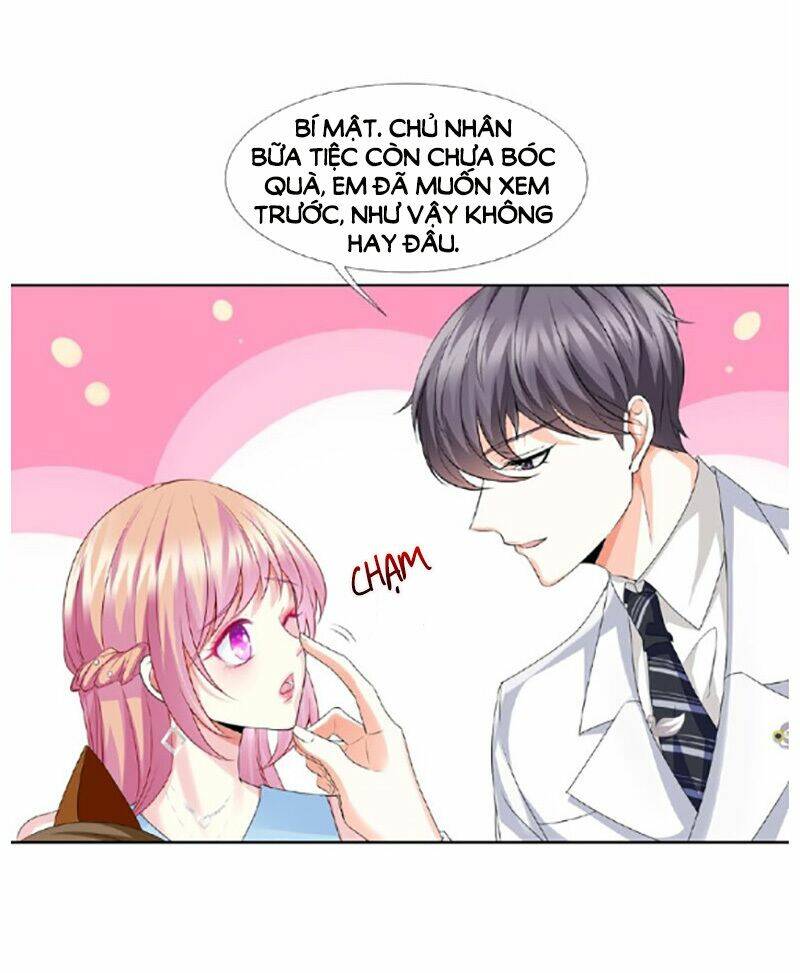 BÍ MẬT. CHỦ NHÂN
BỮA TIỆC CÒN CHƯA BÓC
QUÀ, EM ĐÃ MUỐN XEM
TRƯỚC, NHƯ VẬY KHÔNG
HAY ĐÂU.
CHẠM